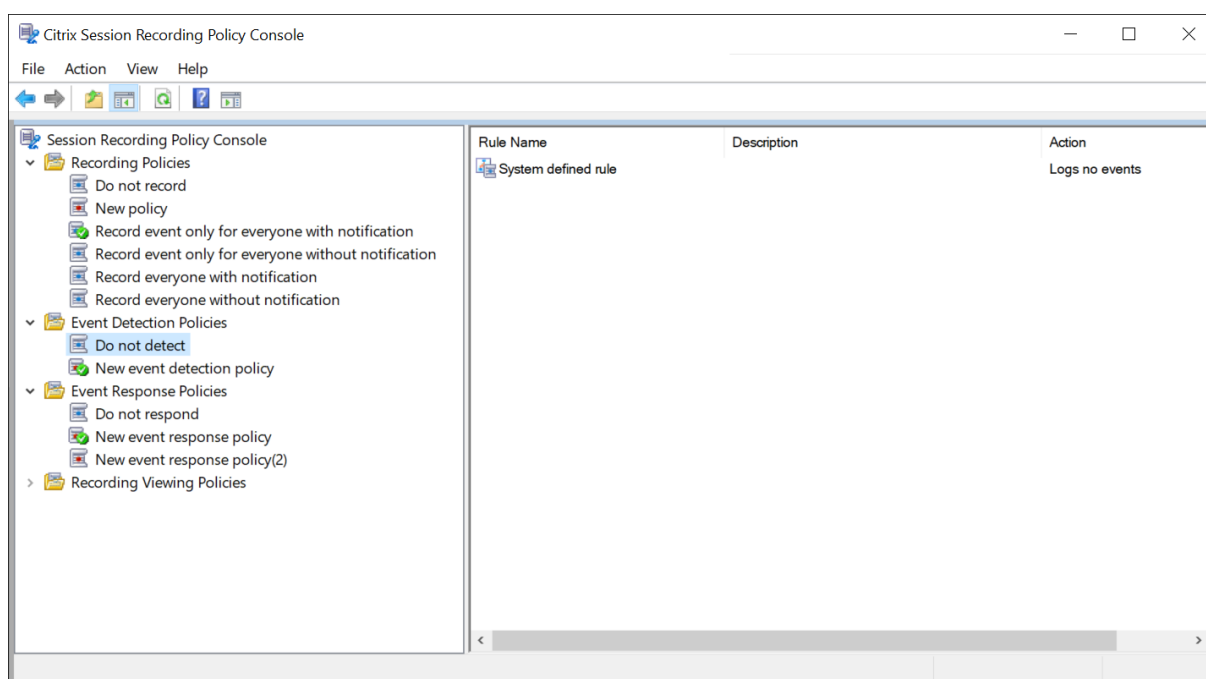 Citrix Session Recording Policy Console
File Action View Help
Session Recording Policy Console
Recording Policies
Do not record
New policy
Record event only for everyone with notification
Record event only for everyone without notification
Record everyone with notification
Record everyone without notification
Event Detection Policies
Do not detect
New event detection policy
Event Response Policies
Do not respond
New event response policy
New event response policy(2)
Recording Viewing Policies
Rule Name Description Action
System defined rule Logs no events